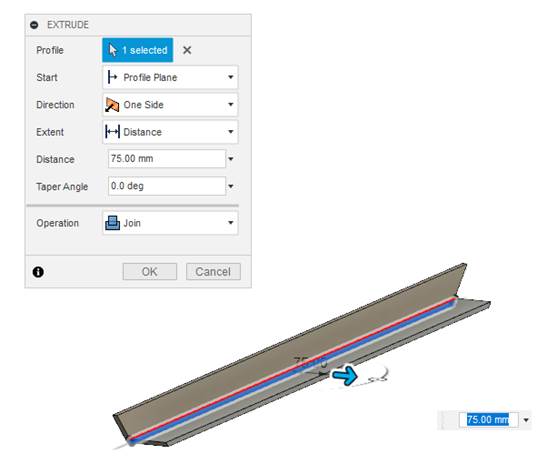 EXTRUDE
Profile 1 selected
Start Profile Plane
Direction One Side
Extent Distance
Distance 75.00 mm
Taper Angle 0.0 deg
Operation Join
OK Cancel
75.00
75.00 mm